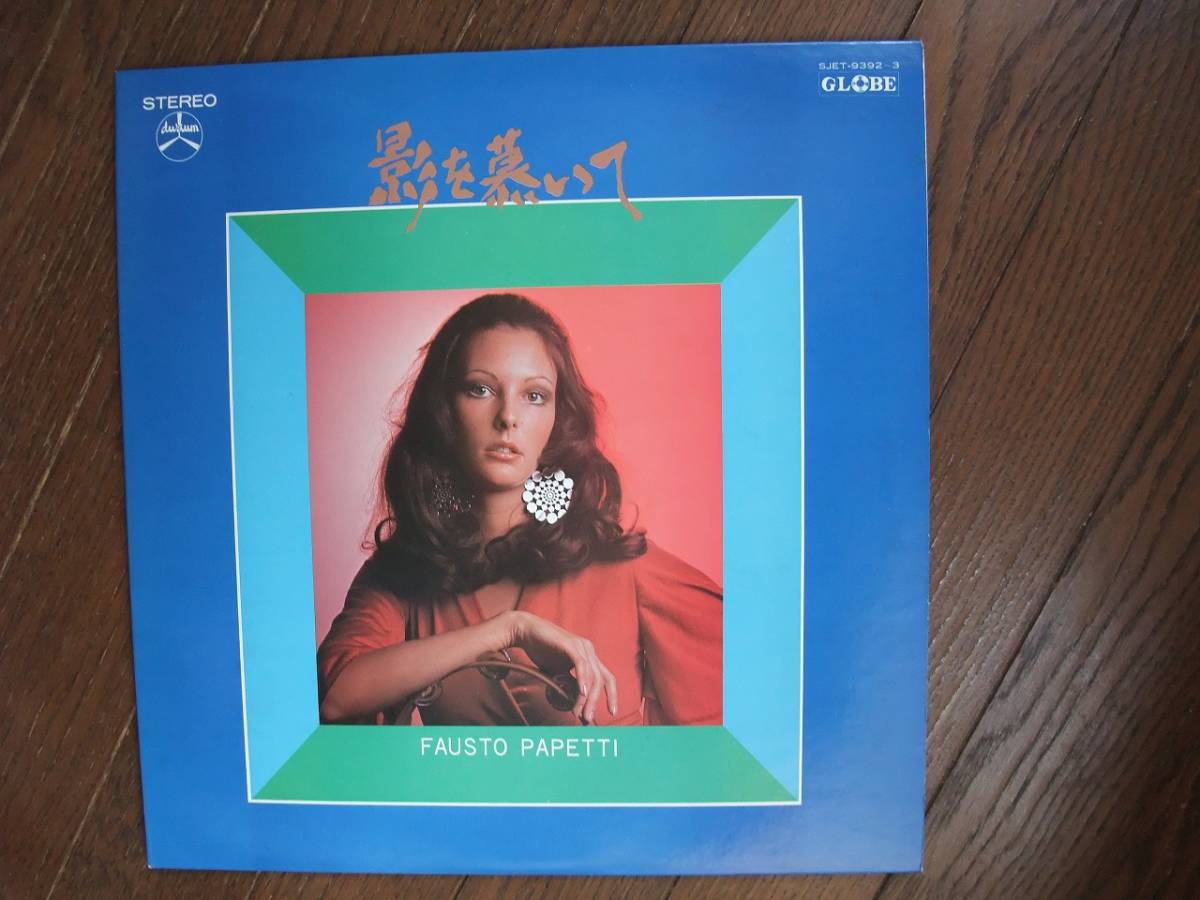 STEREO
durium
SJET-9392~3
GLOBE
影を慕いて
FAUSTO PAPETTI